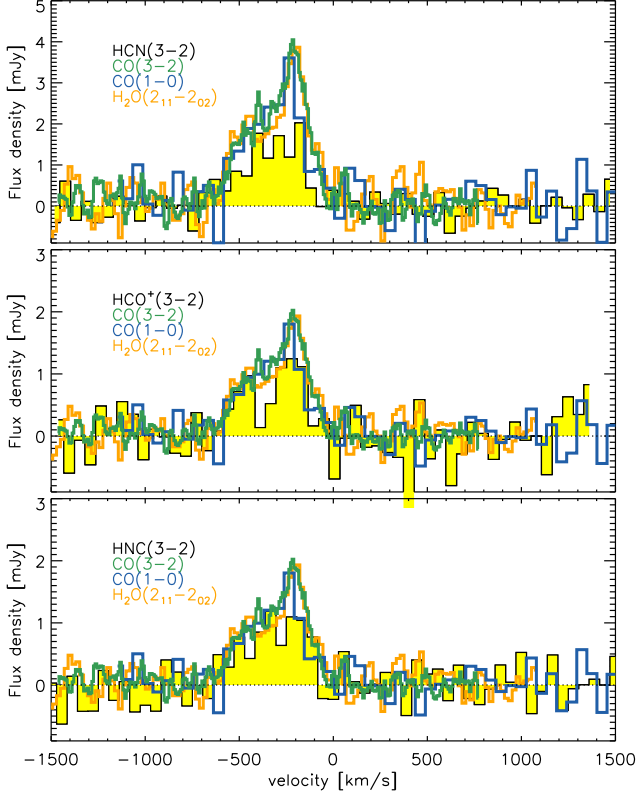 5
4
3
2
1
0
Flux density [mJy]
HCN(3−2)
CO(3−2)
CO(1−0)
H₂O(2₁₁−2₀₂)
3
2
1
0
Flux density [mJy]
HCO⁺(3−2)
CO(3−2)
CO(1−0)
H₂O(2₁₁−2₀₂)
3
2
1
0
Flux density [mJy]
HNC(3−2)
CO(3−2)
CO(1−0)
H₂O(2₁₁−2₀₂)
−1500 −1000 −500 0 500 1000 1500
velocity [km/s]